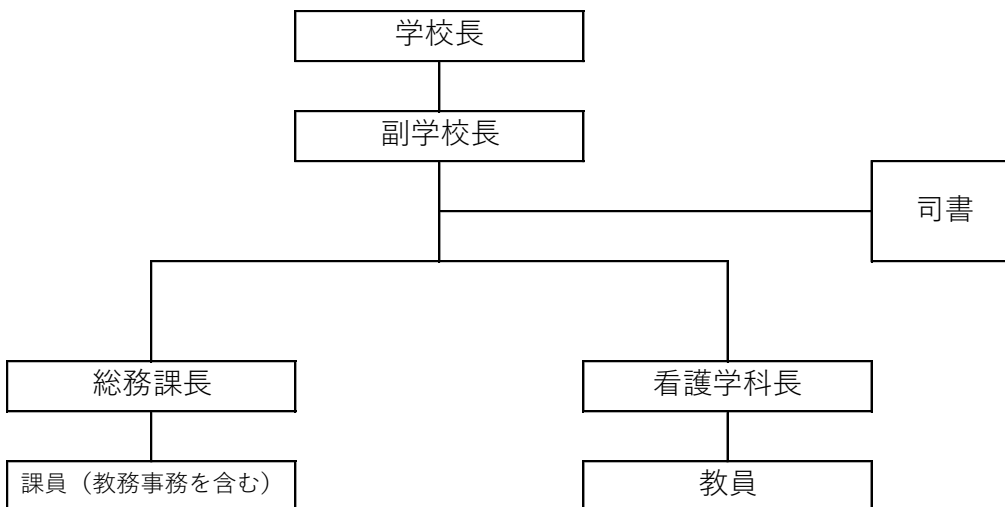 学校長
副学校長
司書
総務課長
看護学科長
課員（教務事務を含む）
教員